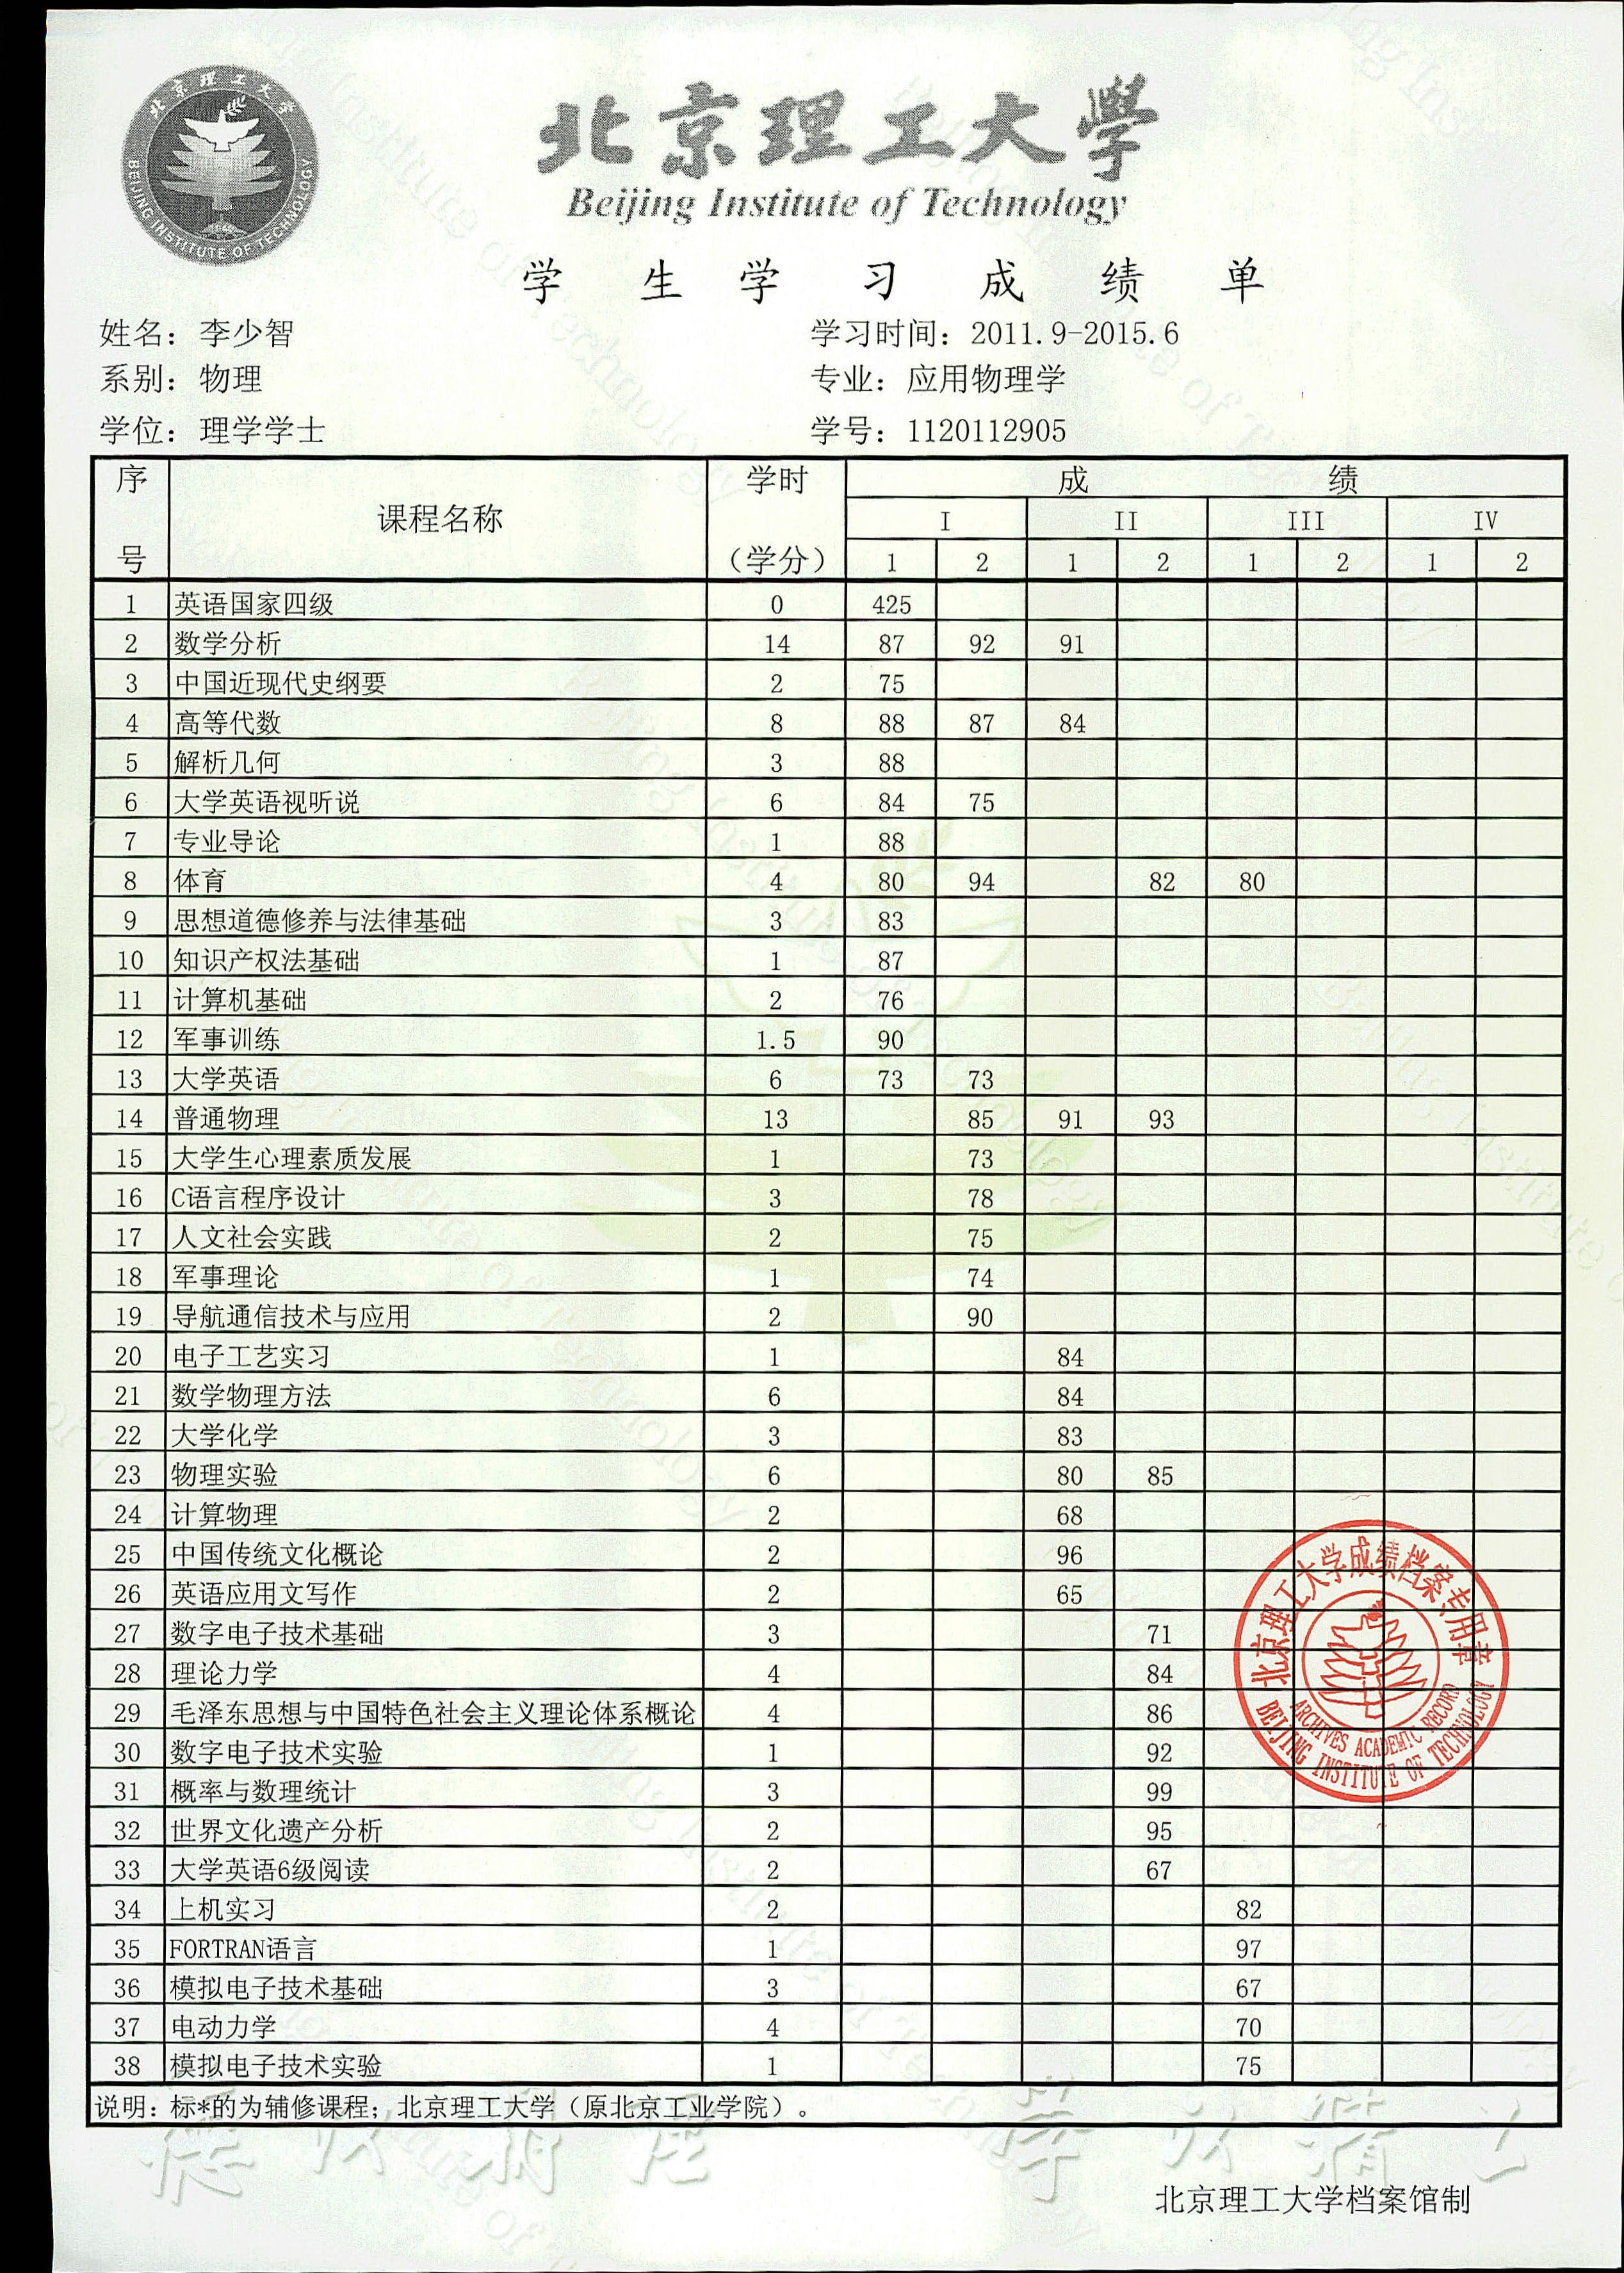 北京理工大学
BEIJING INSTITUTE OF TECHNOLOGY
北京理工大學
Beijing Institute of Technology
学生学习成绩单
姓名：李少智 学习时间：2011.9-2015.6
系别：物理 专业：应用物理学
学位：理学学士 学号：1120112905
序号 课程名称 学时（学分） 成绩
I II III IV
1 2 1 2 1 2 1 2
1 英语国家四级 0 425
2 数学分析 14 87 92 91
3 中国近现代史纲要 2 75
4 高等代数 8 88 87 84
5 解析几何 3 88
6 大学英语视听说 6 84 75
7 专业导论 1 88
8 体育 4 80 94 82 80
9 思想道德修养与法律基础 3 83
10 知识产权法基础 1 87
11 计算机基础 2 76
12 军事训练 1.5 90
13 大学英语 6 73 73
14 普通物理 13 85 91 93
15 大学生心理素质发展 1 73
16 C语言程序设计 3 78
17 人文社会实践 2 75
18 军事理论 1 74
19 导航通信技术与应用 2 90
20 电子工艺实习 1 84
21 数学物理方法 6 84
22 大学化学 3 83
23 物理实验 6 80 85
24 计算物理 2 68
25 中国传统文化概论 2 96
26 英语应用文写作 2 65
27 数字电子技术基础 3 71
28 理论力学 4 84
29 毛泽东思想与中国特色社会主义理论体系概论 4 86
30 数字电子技术实验 1 92
31 概率与数理统计 3 99
32 世界文化遗产分析 2 95
33 大学英语6级阅读 2 67
34 上机实习 2 82
35 FORTRAN语言 1 97
36 模拟电子技术基础 3 67
37 电动力学 4 70
38 模拟电子技术实验 1 75
北京理工大学成绩档案专用章
ARCHIVES ACADEMIC RECORD
BEIJING INSTITUTE OF TECHNOLOGY
说明：标*的为辅修课程；北京理工大学（原北京工业学院）。
北京理工大学档案馆制